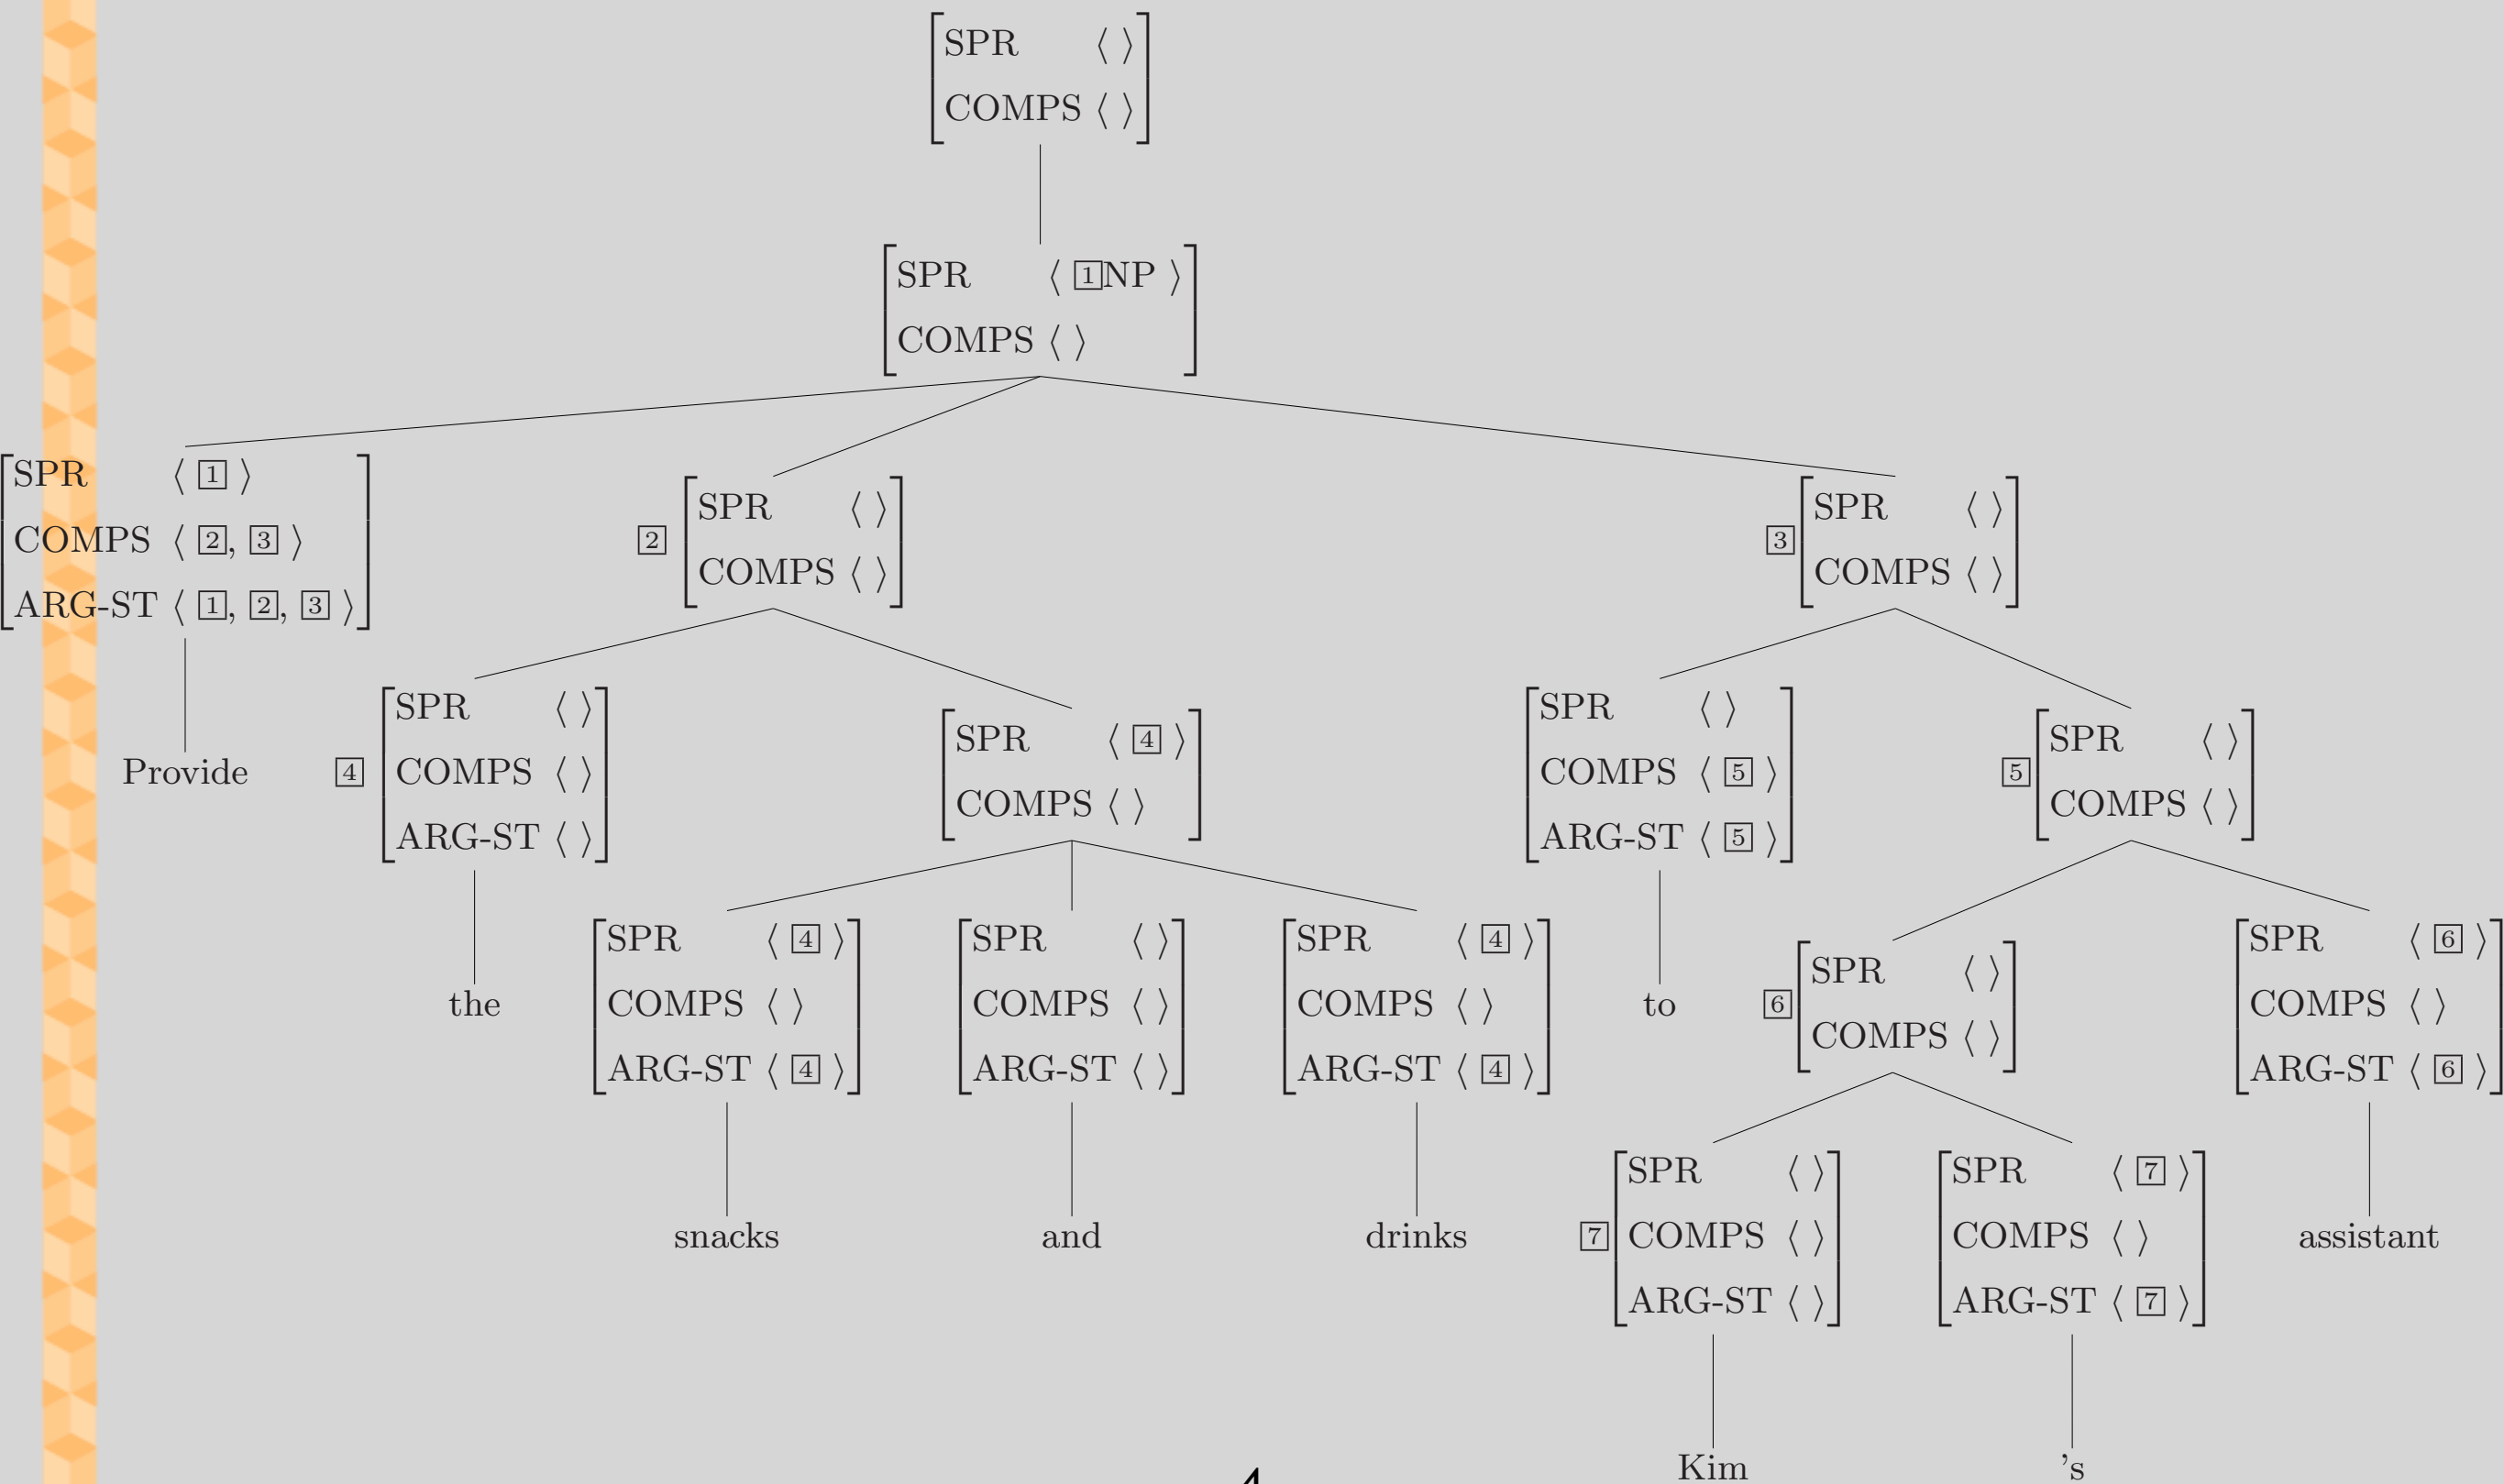 SPR ⟨ ⟩
COMPS ⟨ ⟩
SPR ⟨ 1NP ⟩
COMPS ⟨ ⟩
SPR ⟨ 1 ⟩
COMPS ⟨ 2, 3 ⟩
ARG-ST ⟨ 1, 2, 3 ⟩
Provide
2
SPR ⟨ ⟩
COMPS ⟨ ⟩
3
SPR ⟨ ⟩
COMPS ⟨ ⟩
4
SPR ⟨ ⟩
COMPS ⟨ ⟩
ARG-ST ⟨ ⟩
the
SPR ⟨ 4 ⟩
COMPS ⟨ ⟩
SPR ⟨ ⟩
COMPS ⟨ 5 ⟩
ARG-ST ⟨ 5 ⟩
to
5
SPR ⟨ ⟩
COMPS ⟨ ⟩
SPR ⟨ 4 ⟩
COMPS ⟨ ⟩
ARG-ST ⟨ 4 ⟩
snacks
SPR ⟨ ⟩
COMPS ⟨ ⟩
ARG-ST ⟨ ⟩
and
SPR ⟨ 4 ⟩
COMPS ⟨ ⟩
ARG-ST ⟨ 4 ⟩
drinks
6
SPR ⟨ ⟩
COMPS ⟨ ⟩
SPR ⟨ 6 ⟩
COMPS ⟨ ⟩
ARG-ST ⟨ 6 ⟩
assistant
7
SPR ⟨ ⟩
COMPS ⟨ ⟩
ARG-ST ⟨ ⟩
Kim
SPR ⟨ 7 ⟩
COMPS ⟨ ⟩
ARG-ST ⟨ 7 ⟩
's